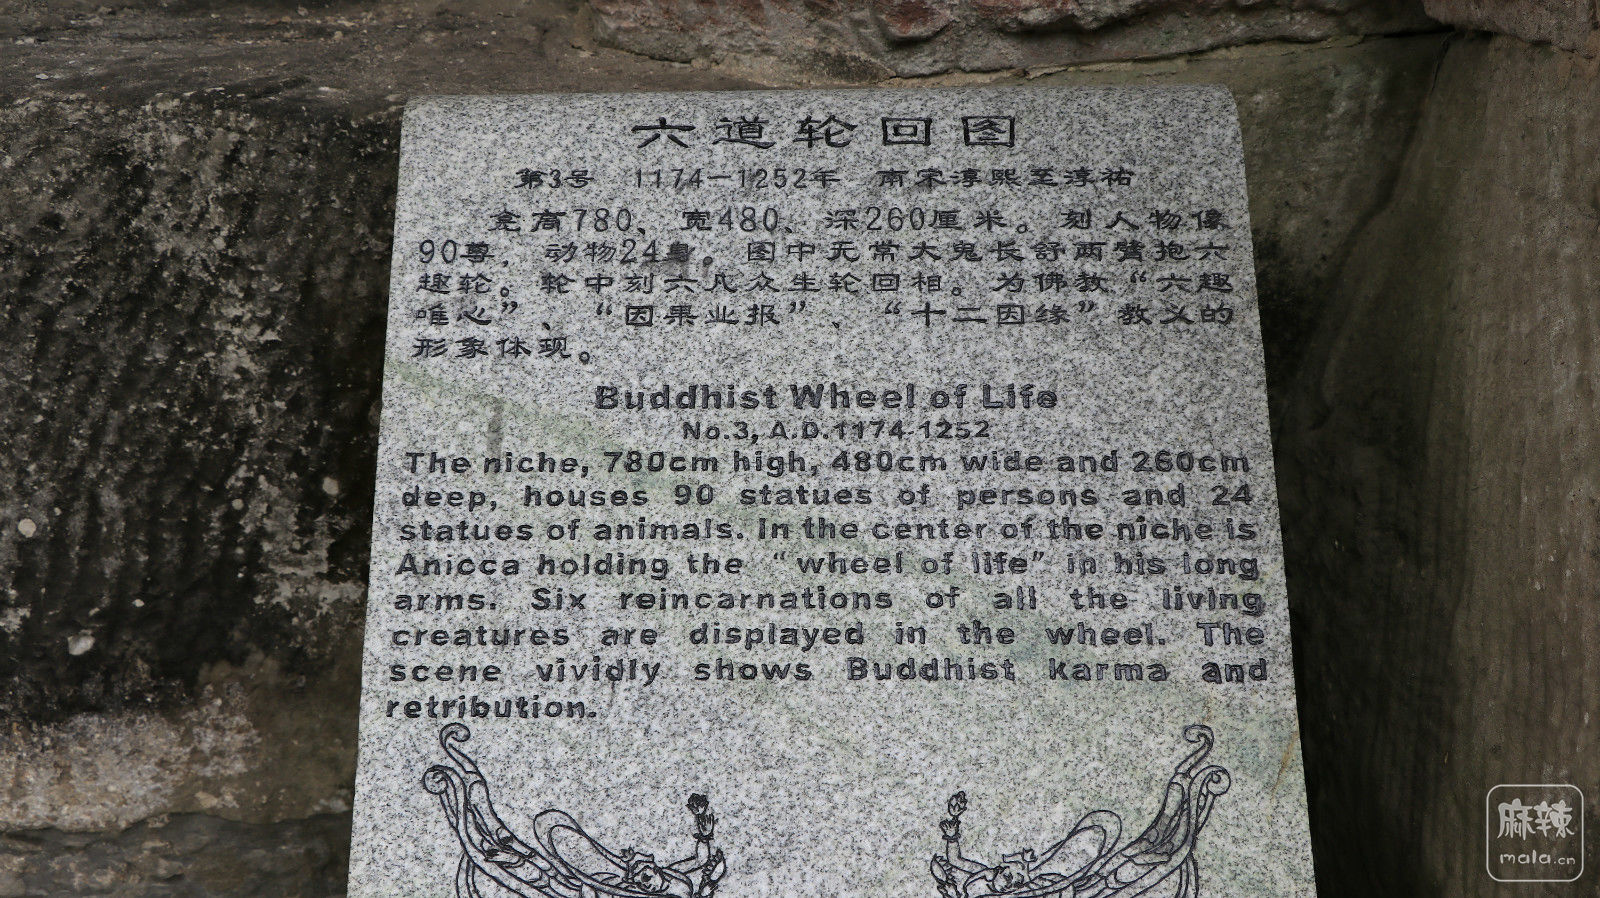 六道轮回图
第3号 1174—1252年 南宋淳熙至淳祐
龛高780、宽480、深260厘米。刻人物像
90尊，动物24身。图中无常大鬼长舒两臂抱六
趣轮。轮中刻六凡众生轮回相。为佛教“六趣
唯心”、“因果业报”、“十二因缘”教义的
形象体现。
Buddhist Wheel of Life
No.3, A.D.1174-1252
The niche, 780cm high, 480cm wide and 260cm
deep, houses 90 statues of persons and 24
statues of animals. In the center of the niche is
Anicca holding the “wheel of life” in his long
arms. Six reincarnations of all the living
creatures are displayed in the wheel. The
scene vividly shows Buddhist karma and
retribution.
麻辣
mala.cn